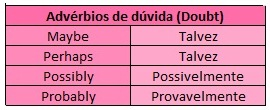 Advérbios de dúvida (Doubt)
Maybe Talvez
Perhaps Talvez
Possibly Possivelmente
Probably Provavelmente